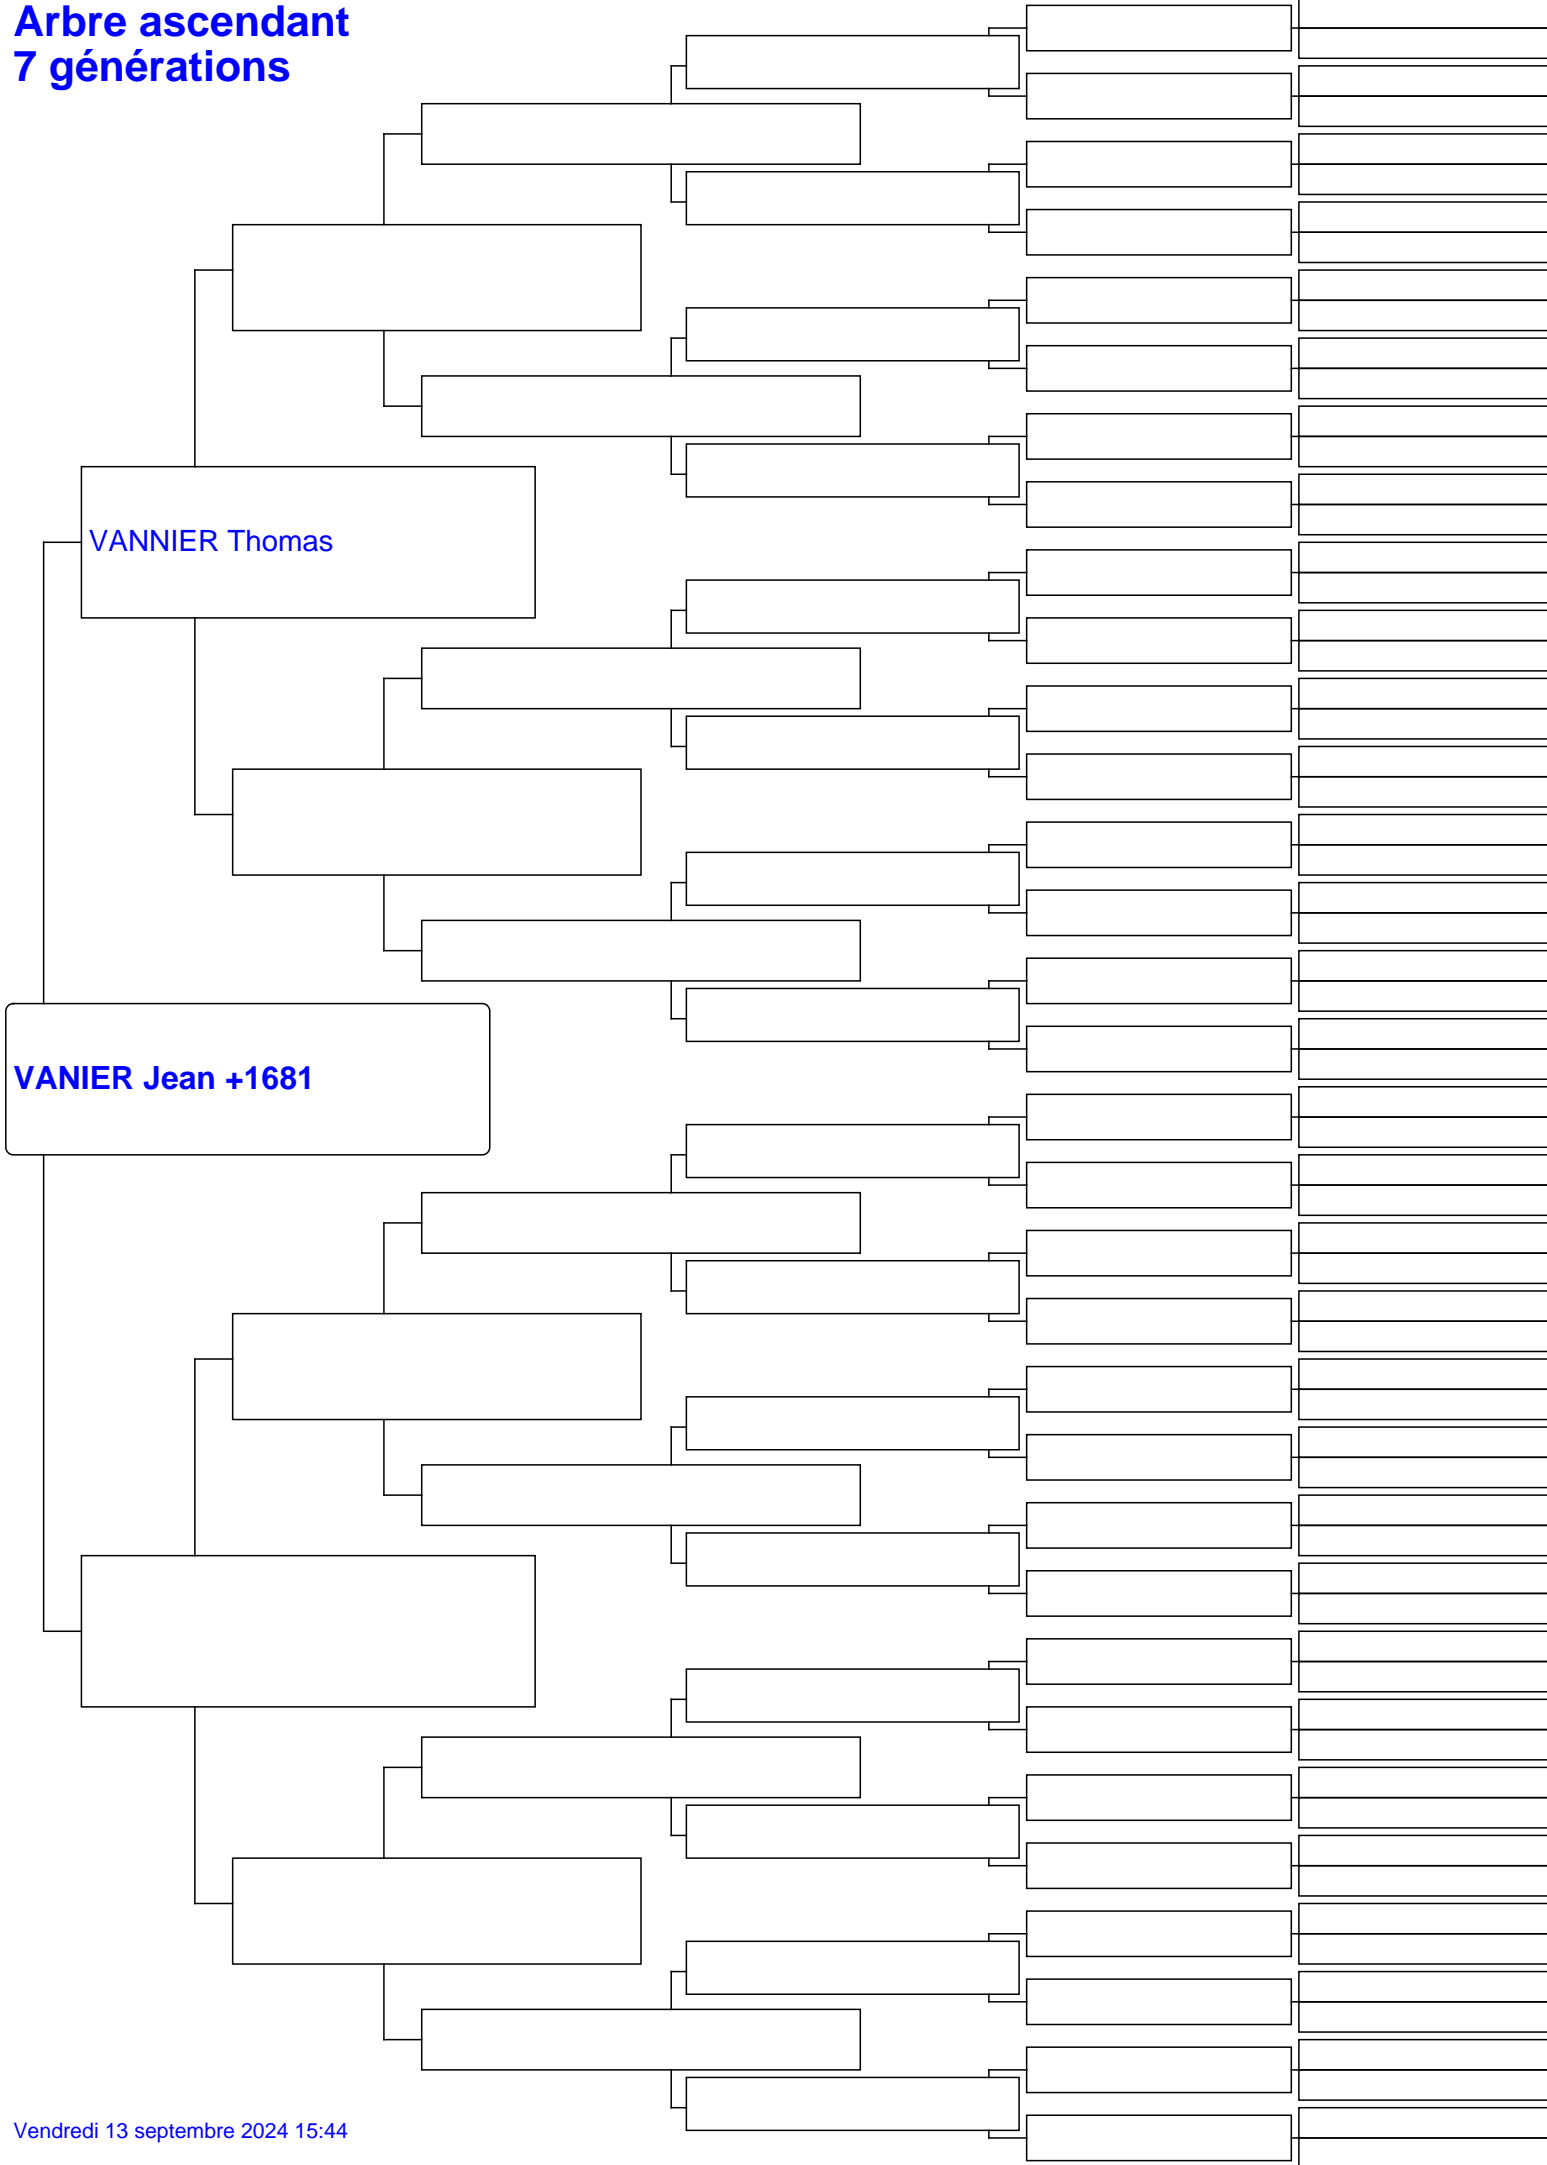 Arbre ascendant
7 générations
VANNIER Thomas
VANIER Jean +1681
Vendredi 13 septembre 2024 15:44